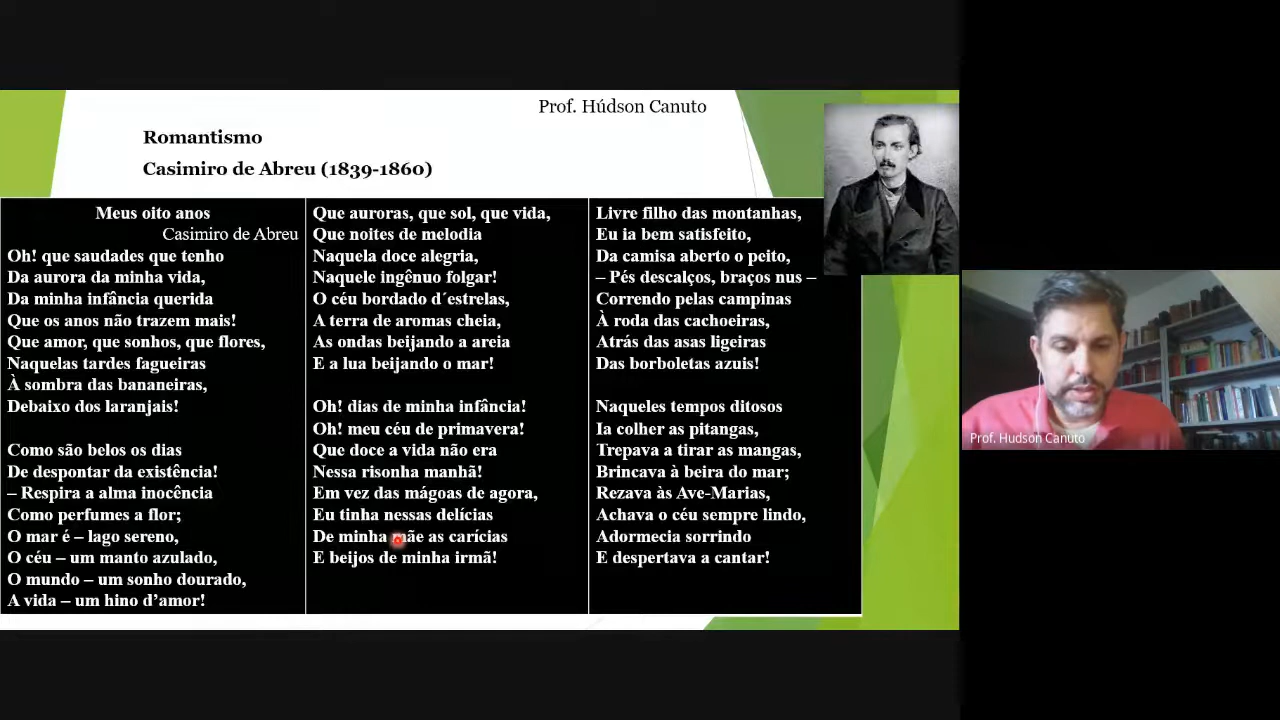 Prof. Húdson Canuto
Romantismo
Casimiro de Abreu (1839-1860)
Meus oito anos
Casimiro de Abreu
Oh! que saudades que tenho
Da aurora da minha vida,
Da minha infância querida
Que os anos não trazem mais!
Que amor, que sonhos, que flores,
Naquelas tardes fagueiras
À sombra das bananeiras,
Debaixo dos laranjais!
Como são belos os dias
De despontar da existência!
– Respira a alma inocência
Como perfumes a flor;
O mar é – lago sereno,
O céu – um manto azulado,
O mundo – um sonho dourado,
A vida – um hino d’amor!
Que auroras, que sol, que vida,
Que noites de melodia
Naquela doce alegria,
Naquele ingênuo folgar!
O céu bordado d´estrelas,
A terra de aromas cheia,
As ondas beijando a areia
E a lua beijando o mar!
Oh! dias de minha infância!
Oh! meu céu de primavera!
Que doce a vida não era
Nessa risonha manhã!
Em vez das mágoas de agora,
Eu tinha nessas delícias
De minha mãe as carícias
E beijos de minha irmã!
Livre filho das montanhas,
Eu ia bem satisfeito,
Da camisa aberto o peito,
– Pés descalços, braços nus –
Correndo pelas campinas
À roda das cachoeiras,
Atrás das asas ligeiras
Das borboletas azuis!
Naqueles tempos ditosos
Ia colher as pitangas,
Trepava a tirar as mangas,
Brincava à beira do mar;
Rezava às Ave-Marias,
Achava o céu sempre lindo,
Adormecia sorrindo
E despertava a cantar!
Prof. Hudson Canuto